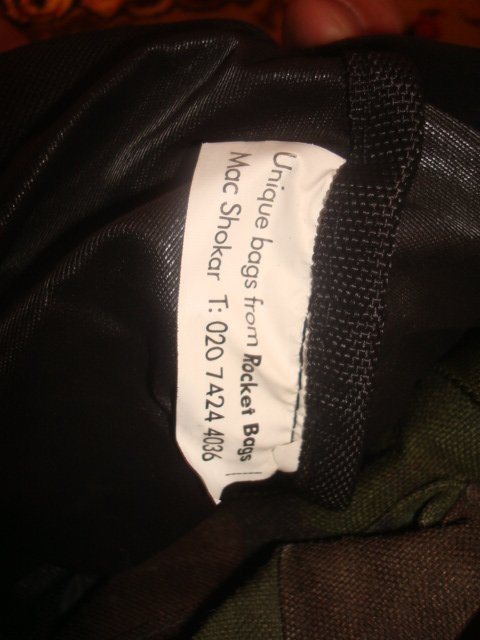 Unique bags from Rocket Bags
Mac Shokar T: 020 7424 4036